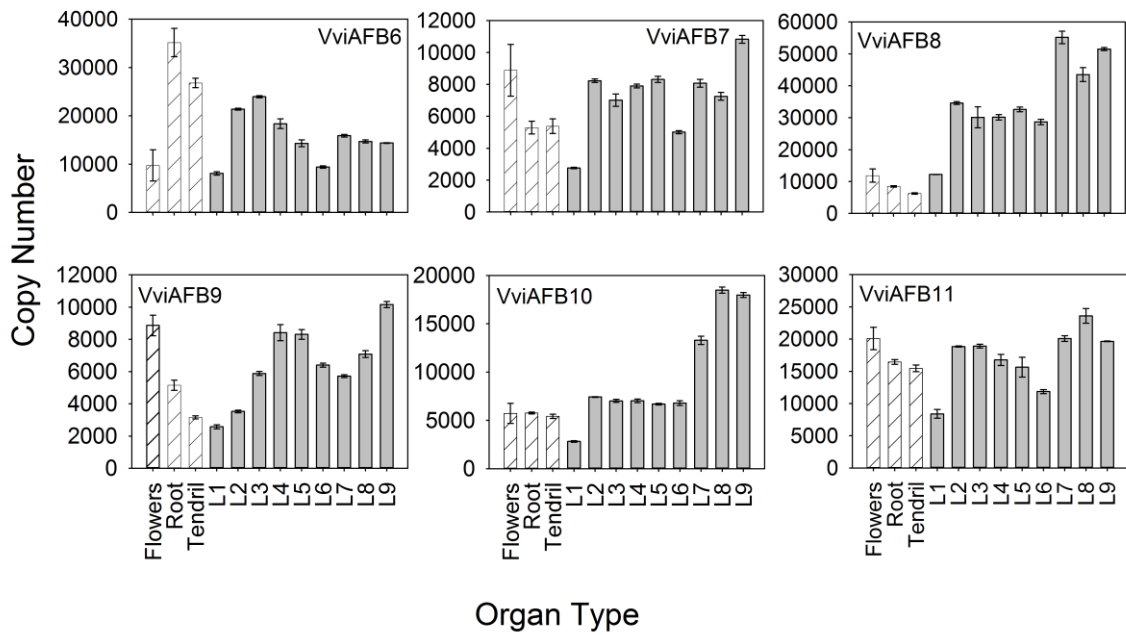 Copy Number
VviAFB6
40000
30000
20000
10000
0
VviAFB7
12000
10000
8000
6000
4000
2000
0
VviAFB8
60000
50000
40000
30000
20000
10000
0
VviAFB9
12000
10000
8000
6000
4000
2000
0
Flowers
Root
Tendril
L1
L2
L3
L4
L5
L6
L7
L8
L9
VviAFB10
20000
15000
10000
5000
0
Flowers
Root
Tendril
L1
L2
L3
L4
L5
L6
L7
L8
L9
VviAFB11
30000
25000
20000
15000
10000
5000
0
Flowers
Root
Tendril
L1
L2
L3
L4
L5
L6
L7
L8
L9
Organ Type